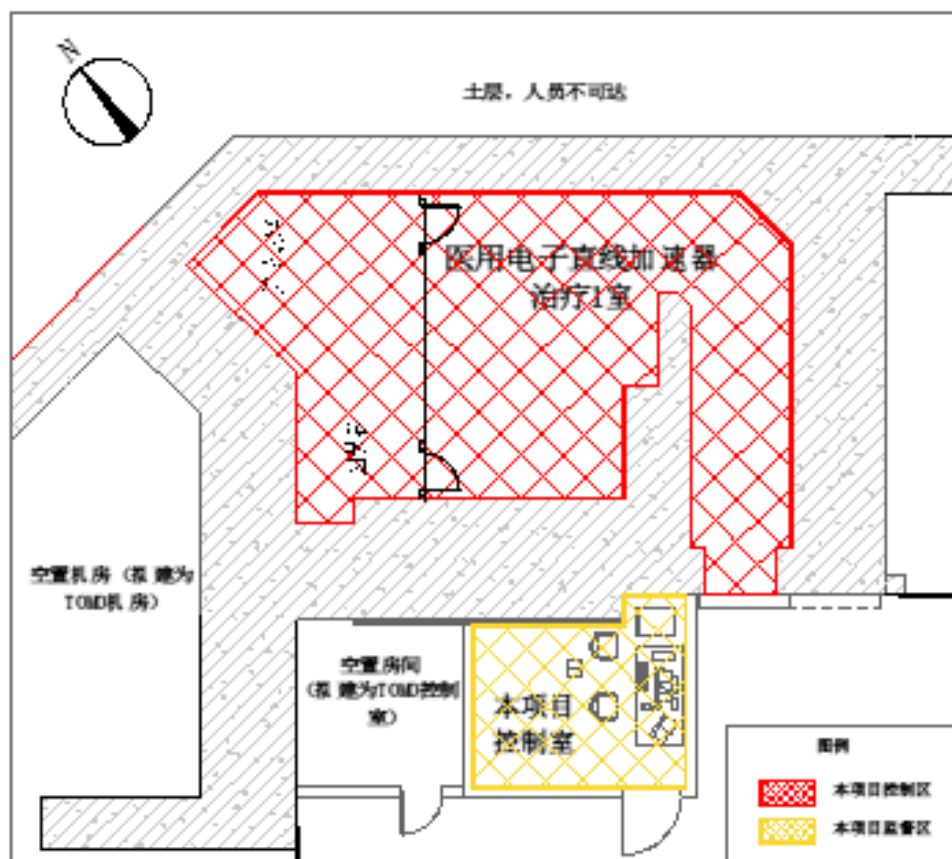 N
土层，人员不可达
医用电子直线加速器
治疗1室
空置机房（拟建为
TOMO机房）
空置房间
（拟建为TOMO控制
室）
本项目
控制室
图例
本项目控制区
本项目监督区